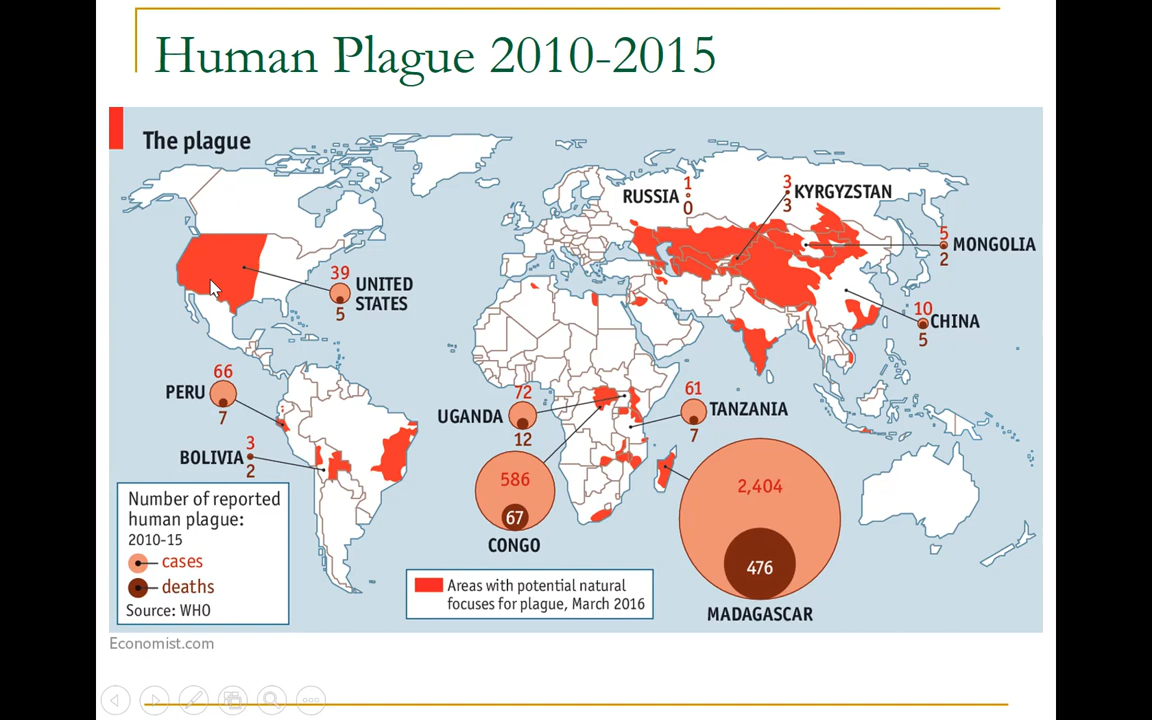 Human Plague 2010-2015
The plague
RUSSIA
1
0
3
3
KYRGYZSTAN
5
2
MONGOLIA
39
5
UNITED
STATES
10
5
CHINA
PERU
66
7
UGANDA
72
12
61
7
TANZANIA
BOLIVIA
3
2
586
67
CONGO
2,404
476
MADAGASCAR
Number of reported
human plague:
2010-15
cases
deaths
Source: WHO
Areas with potential natural
focuses for plague, March 2016
Economist.com